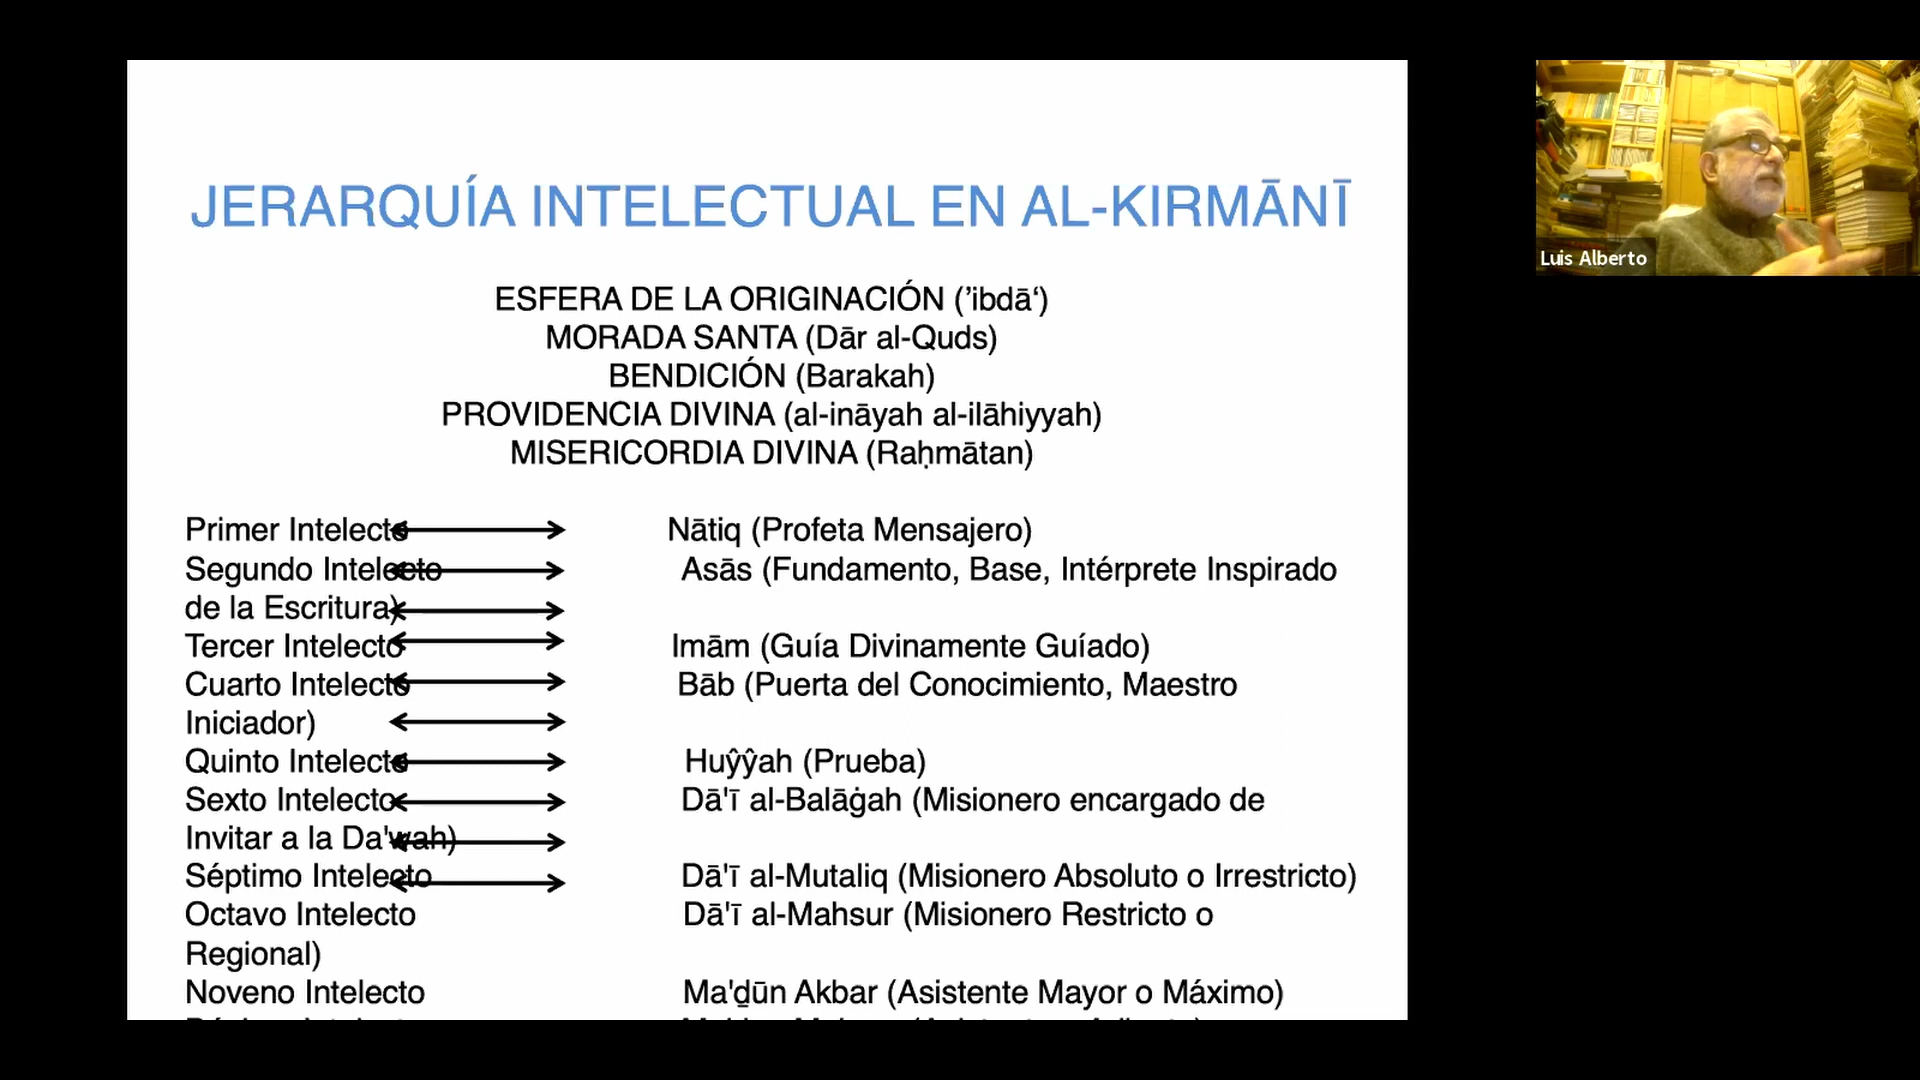 JERARQUÍA INTELECTUAL EN AL-KIRMĀNĪ
ESFERA DE LA ORIGINACIÓN (’ibdā‘)
MORADA SANTA (Dār al-Quds)
BENDICIÓN (Barakah)
PROVIDENCIA DIVINA (al-ināyah al-ilāhiyyah)
MISERICORDIA DIVINA (Raḥmātan)
Primer Intelecto Nātiq (Profeta Mensajero)
Segundo Intelecto Asās (Fundamento, Base, Intérprete Inspirado
de la Escritura)
Tercer Intelecto Imām (Guía Divinamente Guíado)
Cuarto Intelecto Bāb (Puerta del Conocimiento, Maestro
Iniciador)
Quinto Intelecto Huŷŷah (Prueba)
Sexto Intelecto Dā'ī al-Balāġah (Misionero encargado de
Invitar a la Da'wah)
Séptimo Intelecto Dā'ī al-Mutaliq (Misionero Absoluto o Irrestricto)
Octavo Intelecto Dā'ī al-Mahsur (Misionero Restricto o
Regional)
Noveno Intelecto Ma'ḏūn Akbar (Asistente Mayor o Máximo)
Luis Alberto